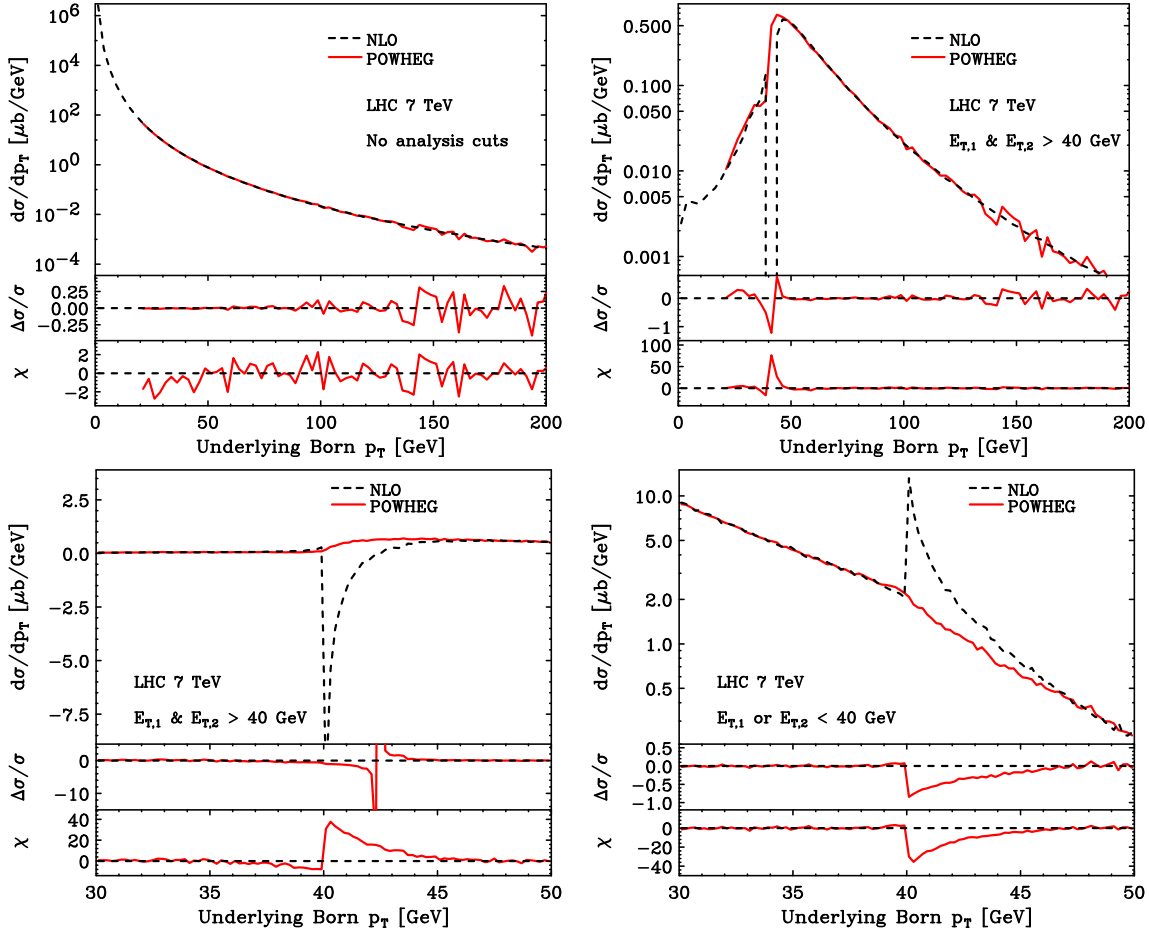 dσ/dp_T [μb/GeV]
10^6
10^4
10^2
10^0
10^-2
10^-4
NLO
POWHEG
LHC 7 TeV
No analysis cuts
Δσ/σ
0.25
0.00
−0.25
χ
2
0
−2
0 50 100 150 200
Underlying Born p_T [GeV]
dσ/dp_T [μb/GeV]
0.500
0.100
0.050
0.010
0.005
0.001
NLO
POWHEG
LHC 7 TeV
E_T,1 & E_T,2 > 40 GeV
Δσ/σ
0
−1
χ
100
50
0
0 50 100 150 200
Underlying Born p_T [GeV]
dσ/dp_T [μb/GeV]
2.5
0.0
−2.5
−5.0
−7.5
NLO
POWHEG
LHC 7 TeV
E_T,1 & E_T,2 > 40 GeV
Δσ/σ
0
−10
χ
40
20
0
30 35 40 45 50
Underlying Born p_T [GeV]
dσ/dp_T [μb/GeV]
10.0
5.0
2.0
1.0
0.5
NLO
POWHEG
LHC 7 TeV
E_T,1 or E_T,2 < 40 GeV
Δσ/σ
0.5
0.0
−0.5
−1.0
χ
0
−20
−40
30 35 40 45 50
Underlying Born p_T [GeV]